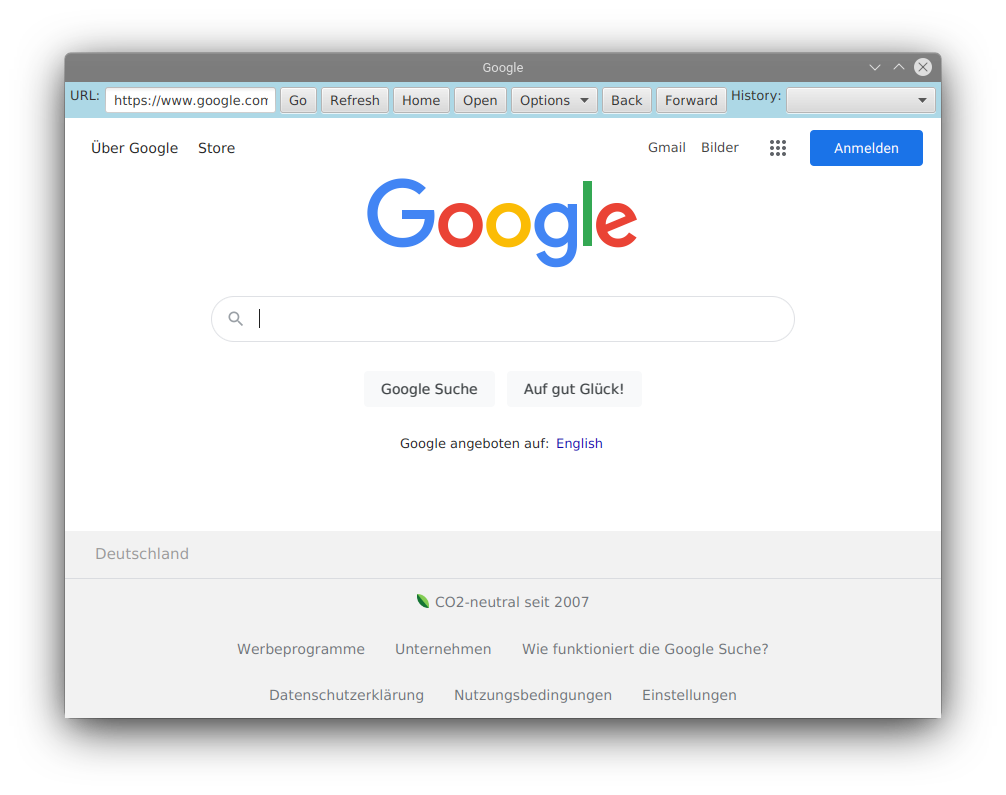 Google
URL: https://www.google.com Go Refresh Home Open Options Back Forward History:
Über Google Store Gmail Bilder Anmelden
Google
Google Suche Auf gut Glück!
Google angeboten auf: English
Deutschland
CO2-neutral seit 2007
Werbeprogramme Unternehmen Wie funktioniert die Google Suche?
Datenschutzerklärung Nutzungsbedingungen Einstellungen